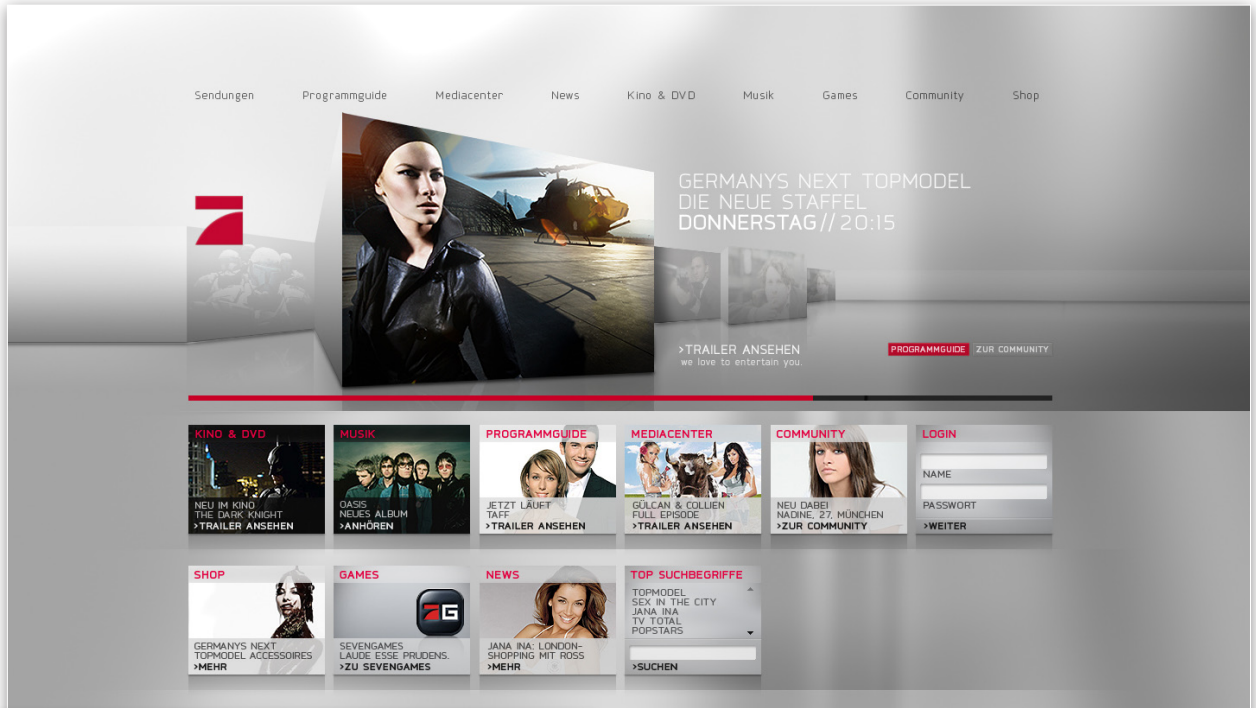 Sendungen Programmguide Mediacenter News Kino & DVD Musik Games Community Shop
GERMANYS NEXT TOPMODEL
DIE NEUE STAFFEL
DONNERSTAG//20:15
>TRAILER ANSEHEN
we love to entertain you.
PROGRAMMGUIDE ZUR COMMUNITY
KINO & DVD
NEU IM KINO
THE DARK KNIGHT
>TRAILER ANSEHEN
MUSIK
OASIS
NEUES ALBUM
>ANHÖREN
PROGRAMMGUIDE
JETZT LÄUFT
TAFF
>TRAILER ANSEHEN
MEDIACENTER
GÜLCAN & COLLIEN
FULL EPISODE
>TRAILER ANSEHEN
COMMUNITY
NEU DABEI
NADINE, 27, MÜNCHEN
>ZUR COMMUNITY
LOGIN
NAME
PASSWORT
>WEITER
SHOP
GERMANYS NEXT
TOPMODEL ACCESSOIRES
>MEHR
GAMES
7G
SEVENGAMES
LAUDE ESSE PRUDENS.
>ZU SEVENGAMES
NEWS
JANA INA: LONDON-
SHOPPING MIT ROSS
>MEHR
TOP SUCHBEGRIFFE
TOPMODEL
SEX IN THE CITY
JANA INA
TV TOTAL
POPSTARS
>SUCHEN